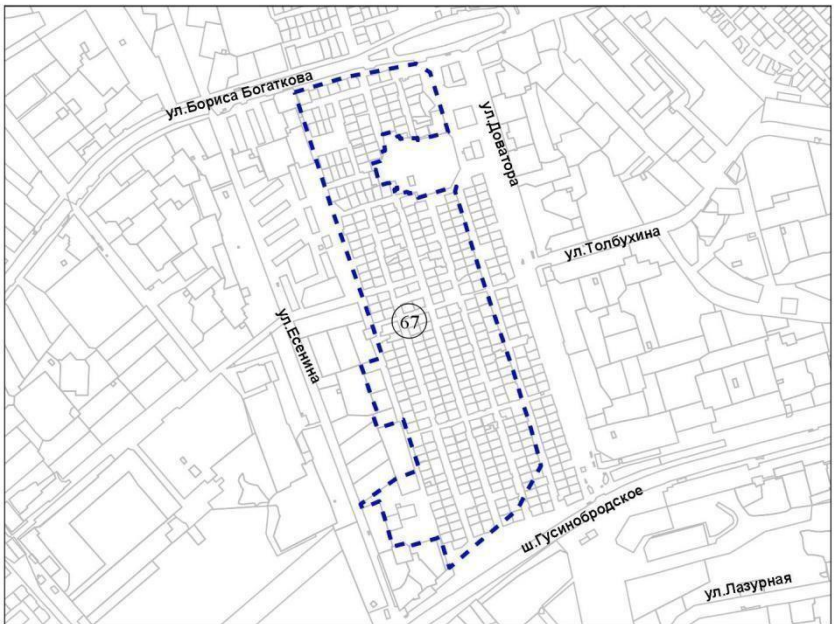 ул.Бориса Богаткова
ул.Доватора
ул.Толбухина
ул.Есенина
67
ш.Гусинобродское
ул.Лазурная